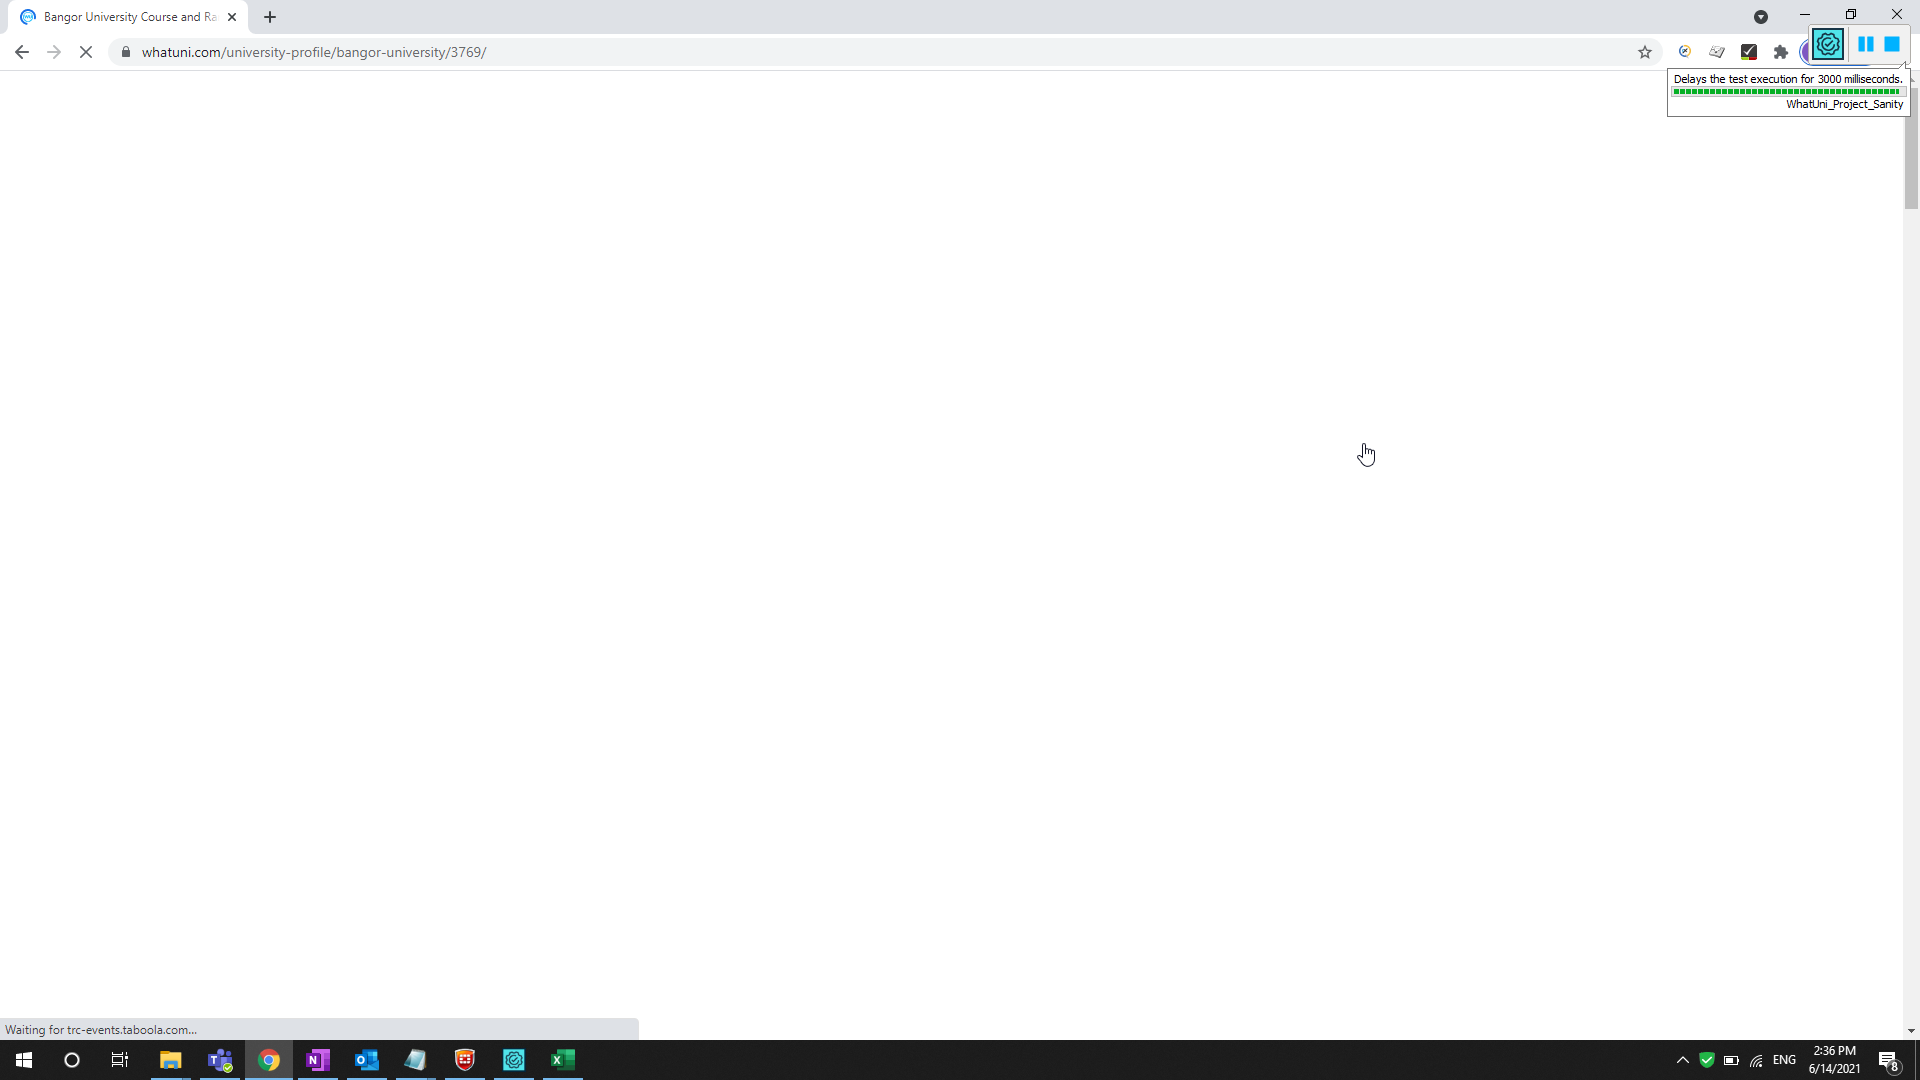 Bangor University Course and Ra
whatuni.com/university-profile/bangor-university/3769/
Delays the test execution for 3000 milliseconds.
WhatUni_Project_Sanity
Waiting for trc-events.taboola.com...
ENG
2:36 PM
6/14/2021
8